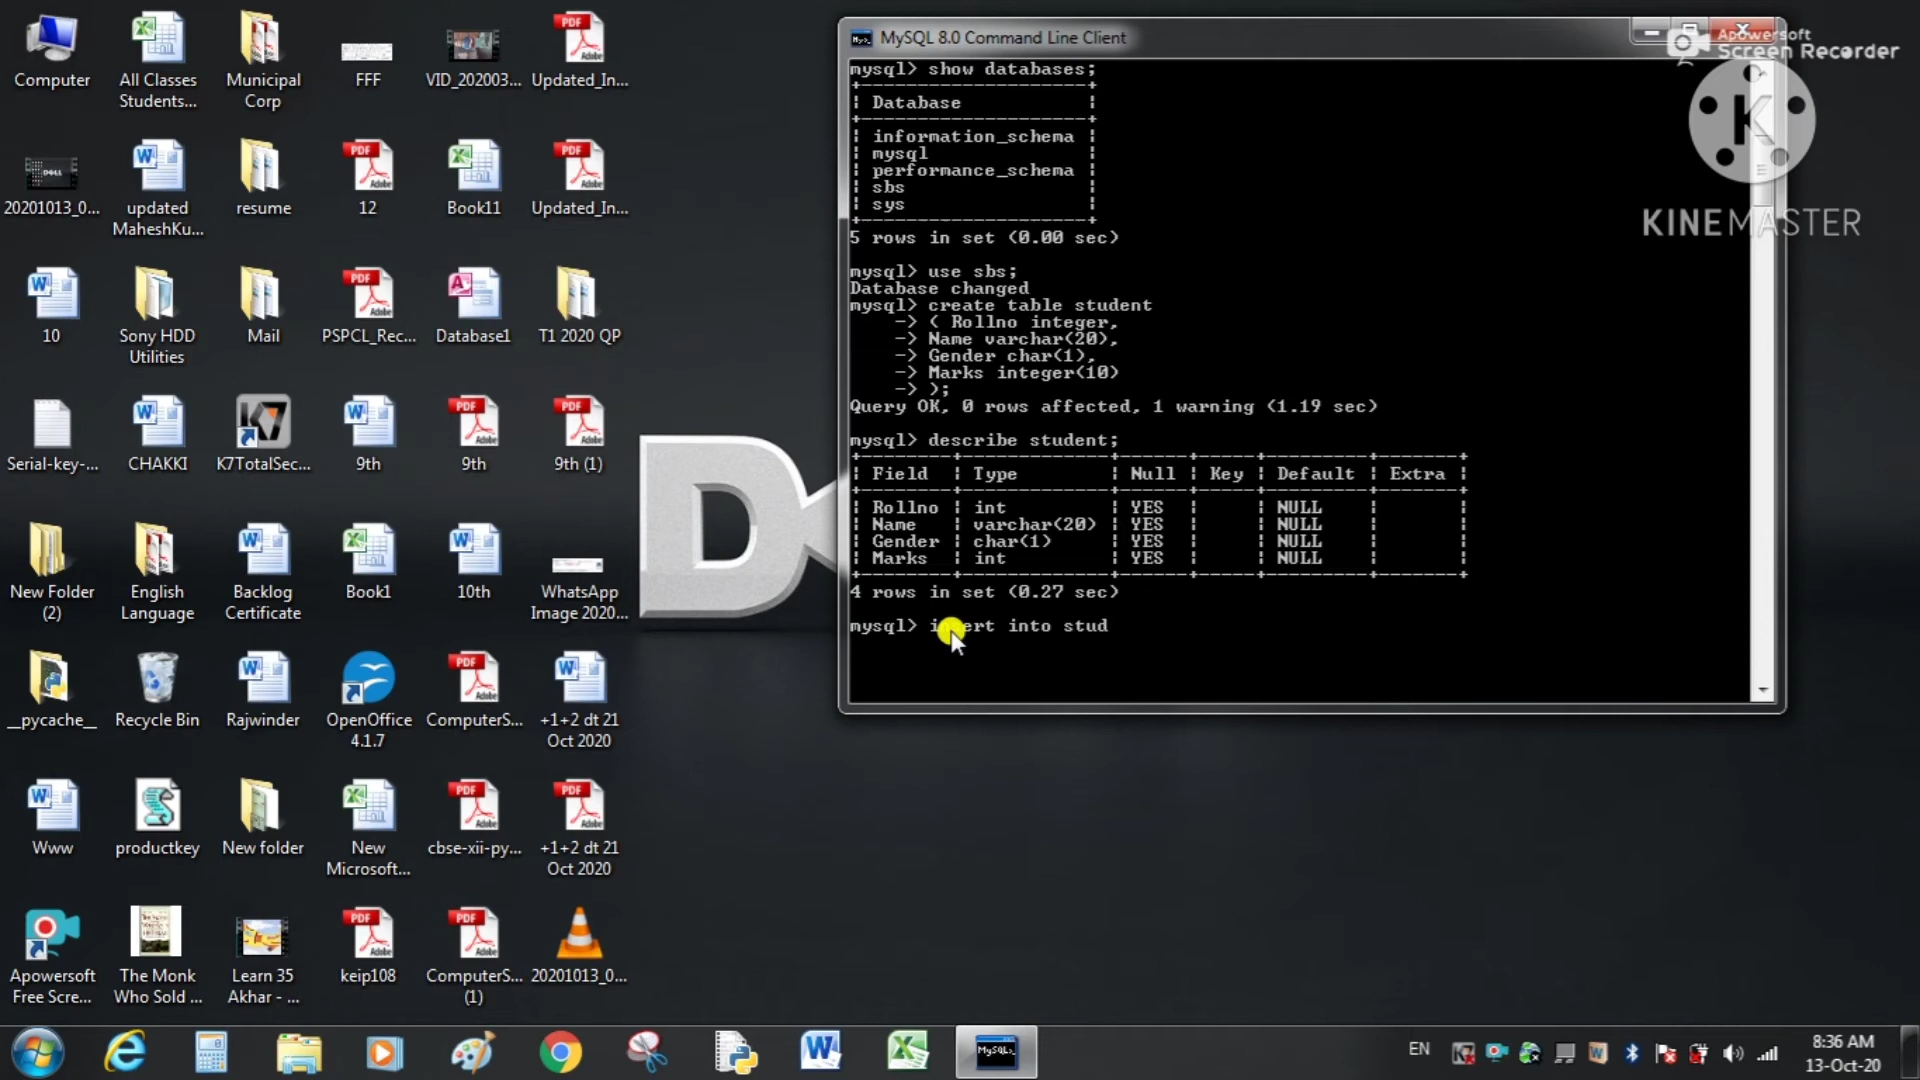 Computer
All Classes
Students...
Municipal
Corp
FFF
VID_202003...
Updated_In...
20201013_0...
updated
MaheshKu...
resume
12
Book11
Updated_In...
10
Sony HDD
Utilities
Mail
PSPCL_Rec...
Database1
T1 2020 QP
Serial-key-...
CHAKKI
K7TotalSec...
9th
9th
9th (1)
New Folder
(2)
English
Language
Backlog
Certificate
Book1
10th
WhatsApp
Image 2020...
__pycache__
Recycle Bin
Rajwinder
OpenOffice
4.1.7
ComputerS...
+1+2 dt 21
Oct 2020
Www
productkey
New folder
New
Microsoft...
cbse-xii-py...
+1+2 dt 21
Oct 2020
Apowersoft
Free Scre...
The Monk
Who Sold ...
Learn 35
Akhar - ...
keip108
ComputerS...
(1)
20201013_0...
D
MySQL 8.0 Command Line Client
mysql> show databases;
Database
information_schema
mysql
performance_schema
sbs
sys
5 rows in set (0.00 sec)
mysql> use sbs;
Database changed
mysql> create table student
-> ( Rollno integer,
-> Name varchar(20),
-> Gender char(1),
-> Marks integer(10)
-> );
Query OK, 0 rows affected, 1 warning (1.19 sec)
mysql> describe student;
| Field | Type | Null | Key | Default | Extra |
| Rollno | int | YES | | NULL | |
| Name | varchar(20) | YES | | NULL | |
| Gender | char(1) | YES | | NULL | |
| Marks | int | YES | | NULL | |
4 rows in set (0.27 sec)
mysql> insert into stud
Apowersoft
Screen Recorder
K
KINEMASTER
EN
8:36 AM
13-Oct-20